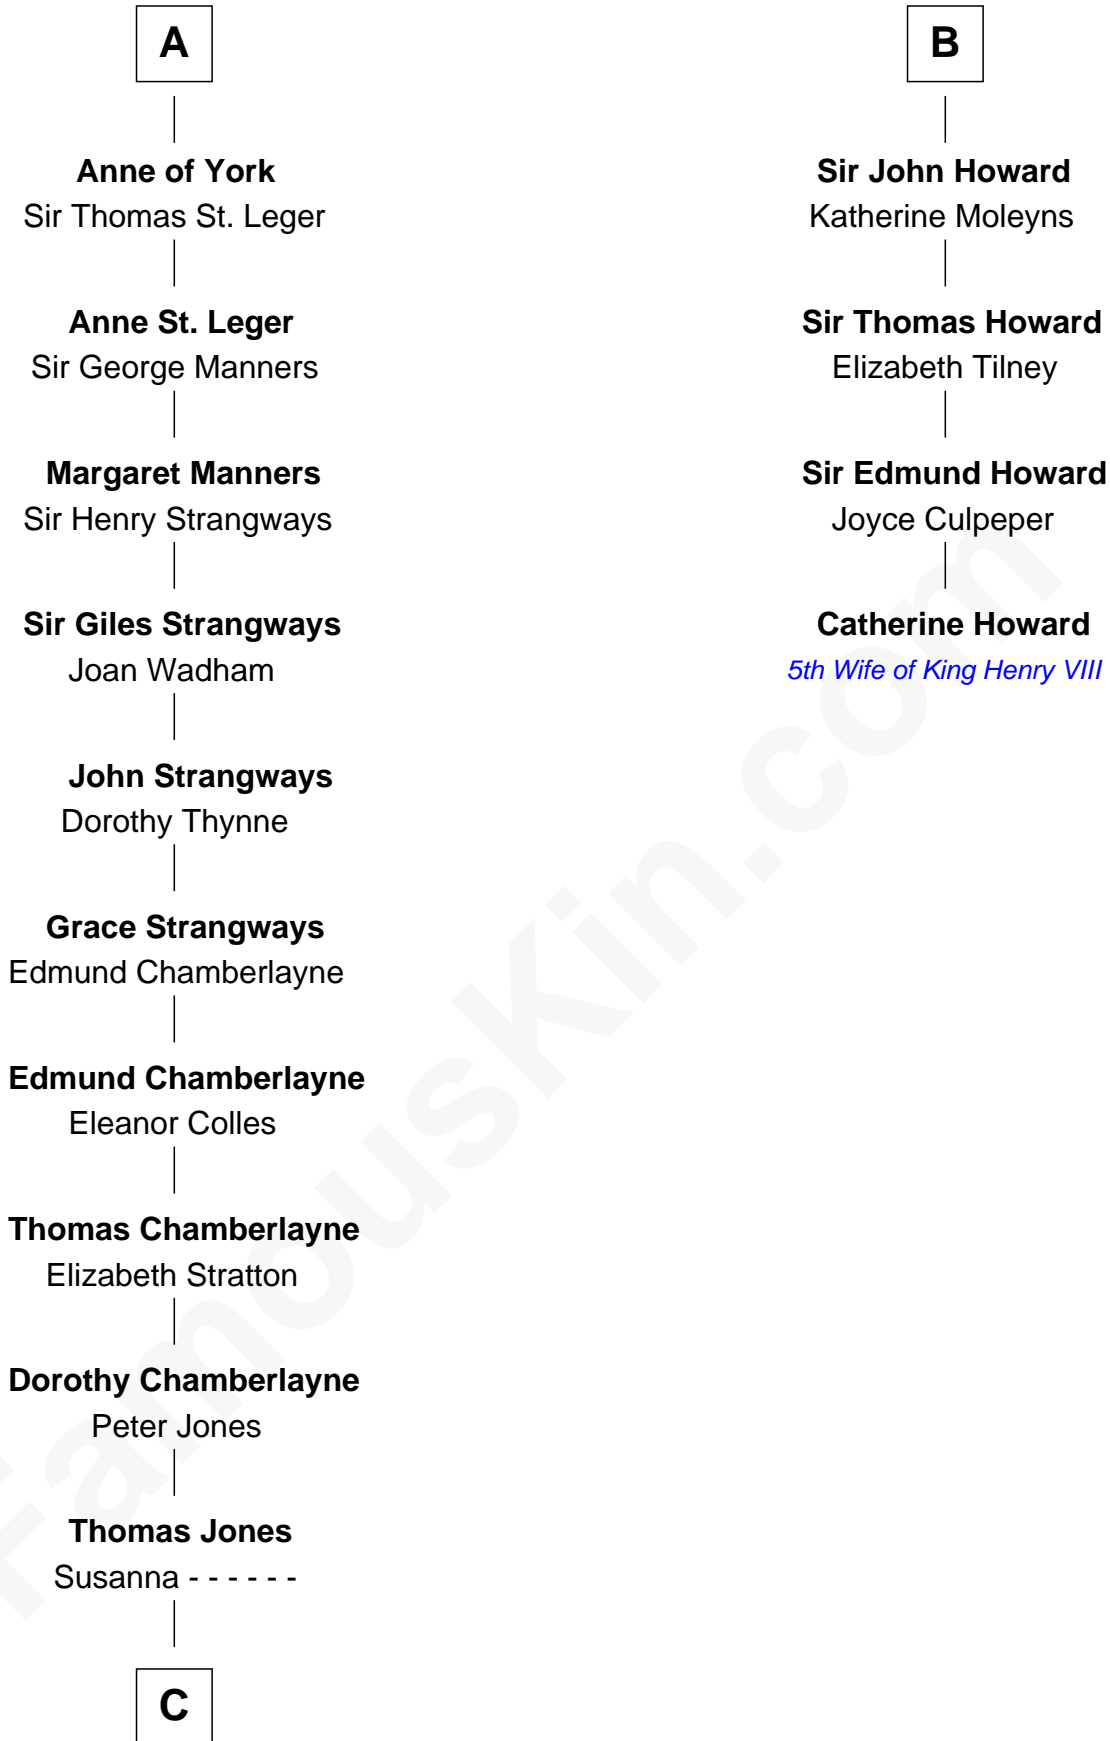 A
Anne of York
Sir Thomas St. Leger
Anne St. Leger
Sir George Manners
Margaret Manners
Sir Henry Strangways
Sir Giles Strangways
Joan Wadham
John Strangways
Dorothy Thynne
Grace Strangways
Edmund Chamberlayne
Edmund Chamberlayne
Eleanor Colles
Thomas Chamberlayne
Elizabeth Stratton
Dorothy Chamberlayne
Peter Jones
Thomas Jones
Susanna - - - - - -
C
B
Sir John Howard
Katherine Moleyns
Sir Thomas Howard
Elizabeth Tilney
Sir Edmund Howard
Joyce Culpeper
Catherine Howard
5th Wife of King Henry VIII
FamousKin.com